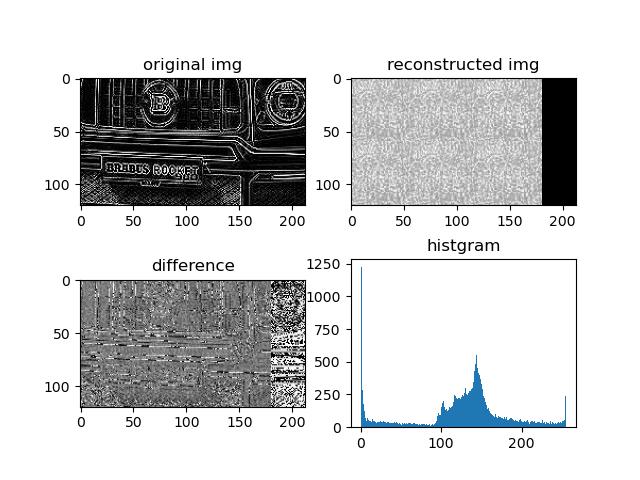 original img
reconstructed img
0
50
100
0 50 100 150 200
0
50
100
0 50 100 150 200
B
BRABUS ROCKET
difference
histgram
0
50
100
0 50 100 150 200
1250
1000
750
500
250
0
0 100 200